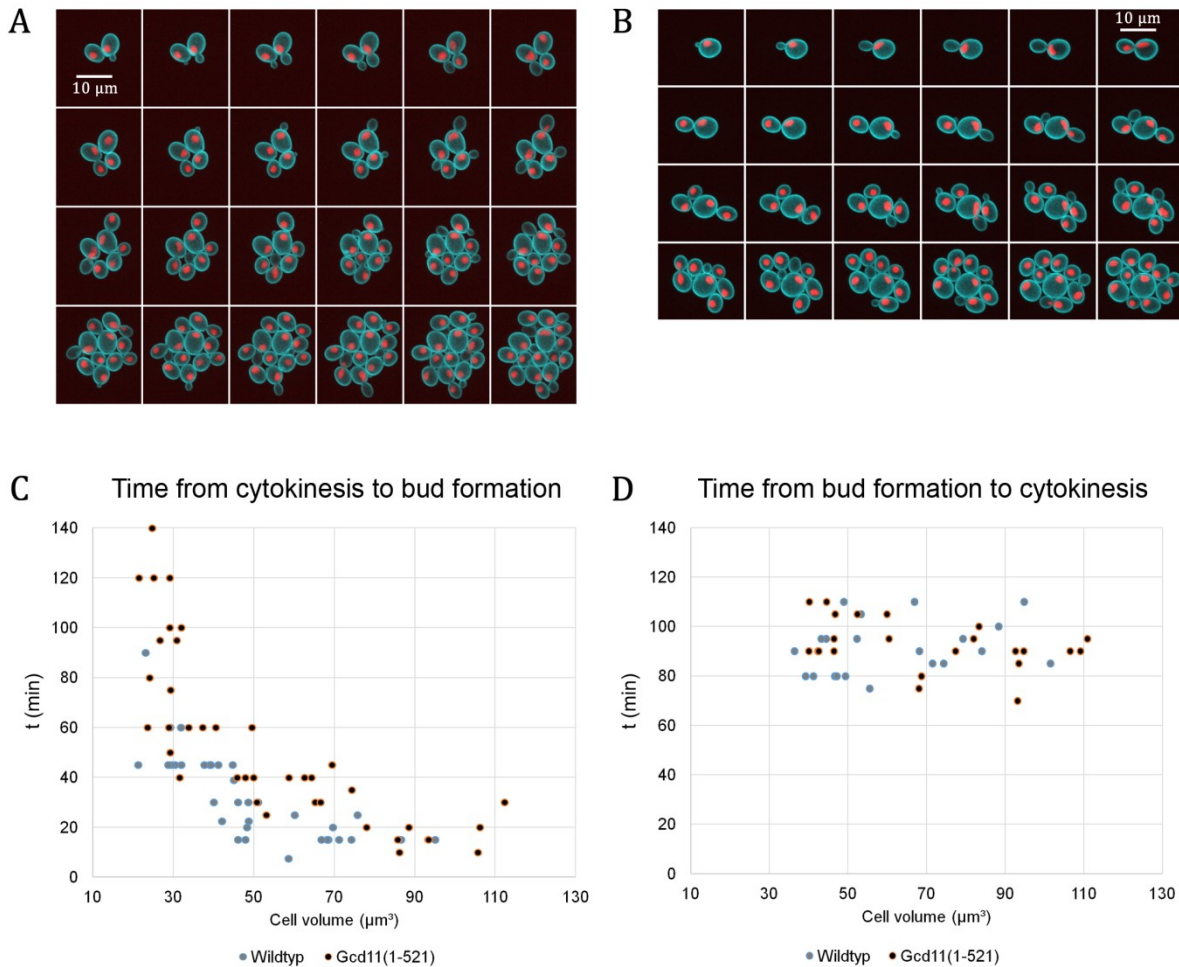 A
10 µm
B
10 µm
C
Time from cytokinesis to bud formation
t (min)
140
120
100
80
60
40
20
0
10 30 50 70 90 110 130
Cell volume (µm³)
Wildtyp Gcd11(1-521)
D
Time from bud formation to cytokinesis
t (min)
140
120
100
80
60
40
20
0
10 30 50 70 90 110 130
Cell volume (µm³)
Wildtyp Gcd11(1-521)